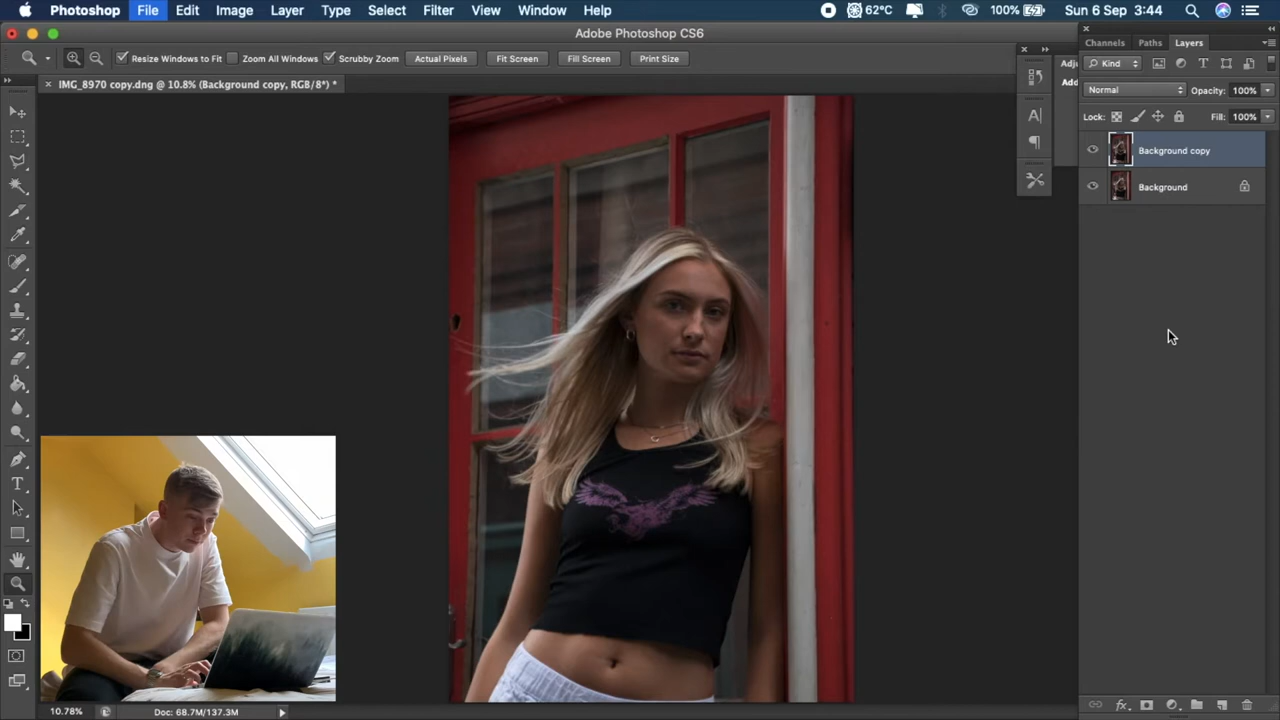 Photoshop File Edit Image Layer Type Select Filter View Window Help 62°C 100% Sun 6 Sep 3:44
Adobe Photoshop CS6
Resize Windows to Fit Zoom All Windows Scrubby Zoom Actual Pixels Fit Screen Fill Screen Print Size
IMG_8970 copy.dng @ 10.8% (Background copy, RGB/8*) *
Adj
Add
Channels Paths Layers
Kind
Normal Opacity: 100%
Lock: Fill: 100%
Background copy
Background
10.78% Doc: 68.7M/137.3M